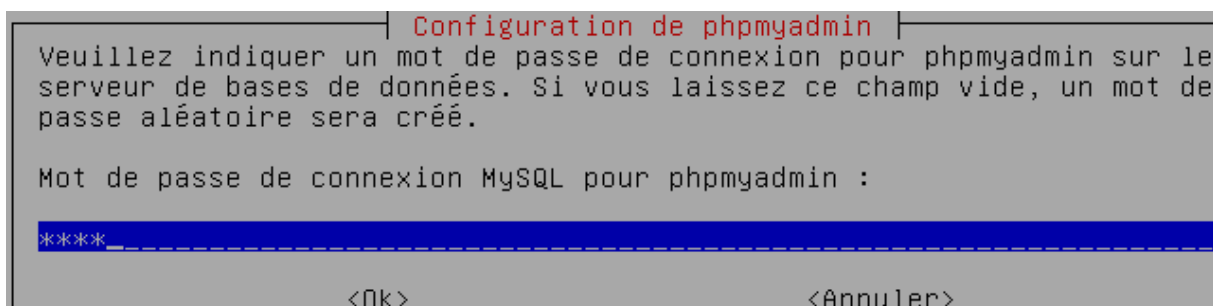 Configuration de phpmyadmin
Veuillez indiquer un mot de passe de connexion pour phpmyadmin sur le
serveur de bases de données. Si vous laissez ce champ vide, un mot de
passe aléatoire sera créé.
Mot de passe de connexion MySQL pour phpmyadmin :
****_
<Ok> <Annuler>